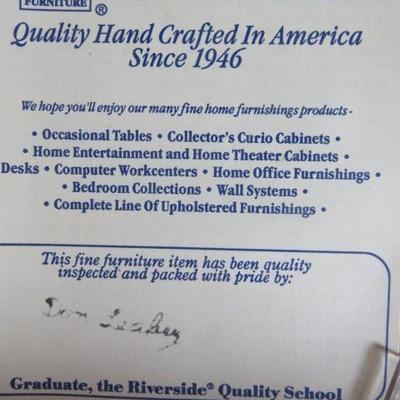 FURNITURE ®
Quality Hand Crafted In America
Since 1946
We hope you'll enjoy our many fine home furnishings products -
• Occasional Tables • Collector's Curio Cabinets •
• Home Entertainment and Home Theater Cabinets •
Desks • Computer Workcenters • Home Office Furnishings •
• Bedroom Collections • Wall Systems •
• Complete Line Of Upholstered Furnishings •
This fine furniture item has been quality
inspected and packed with pride by:
Graduate, the Riverside® Quality School